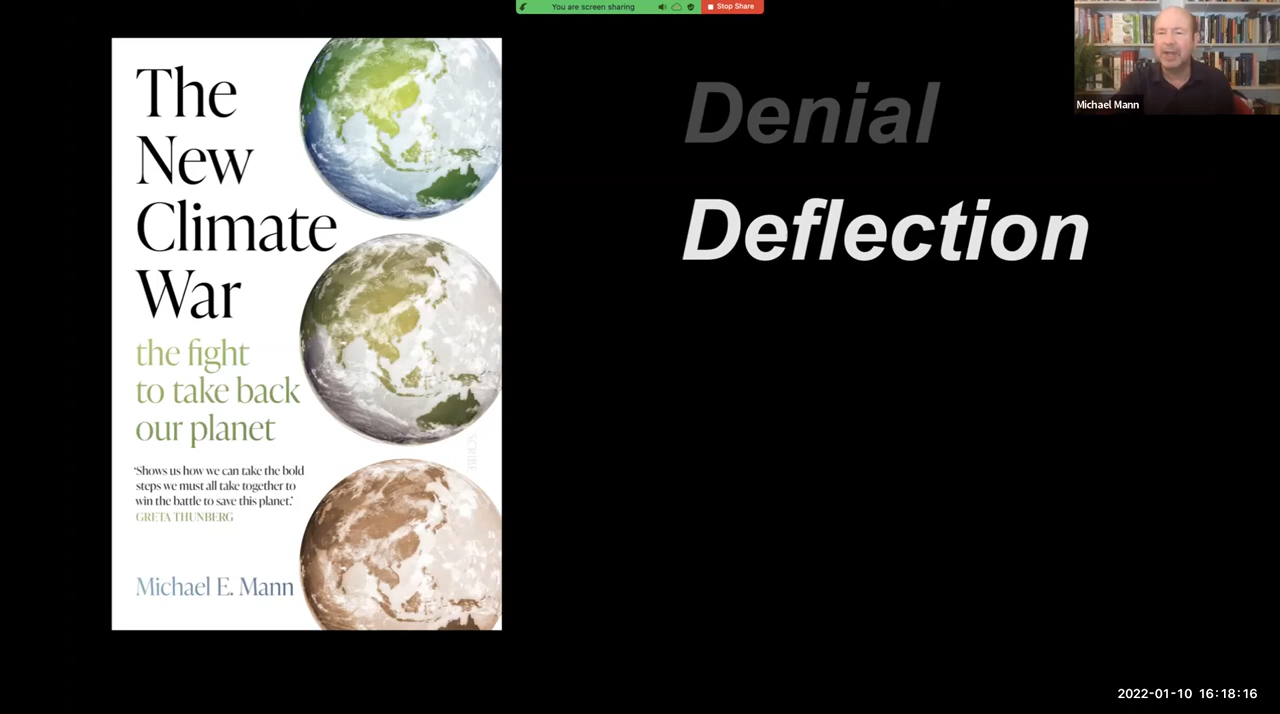 You are screen sharing
Stop Share
The
New
Climate
War
the fight
to take back
our planet
‘Shows us how we can take the bold
steps we must all take together to
win the battle to save this planet.’
GRETA THUNBERG
Michael E. Mann
SCRIBE
Denial
Deflection
Michael Mann
2022-01-10 16:18:16